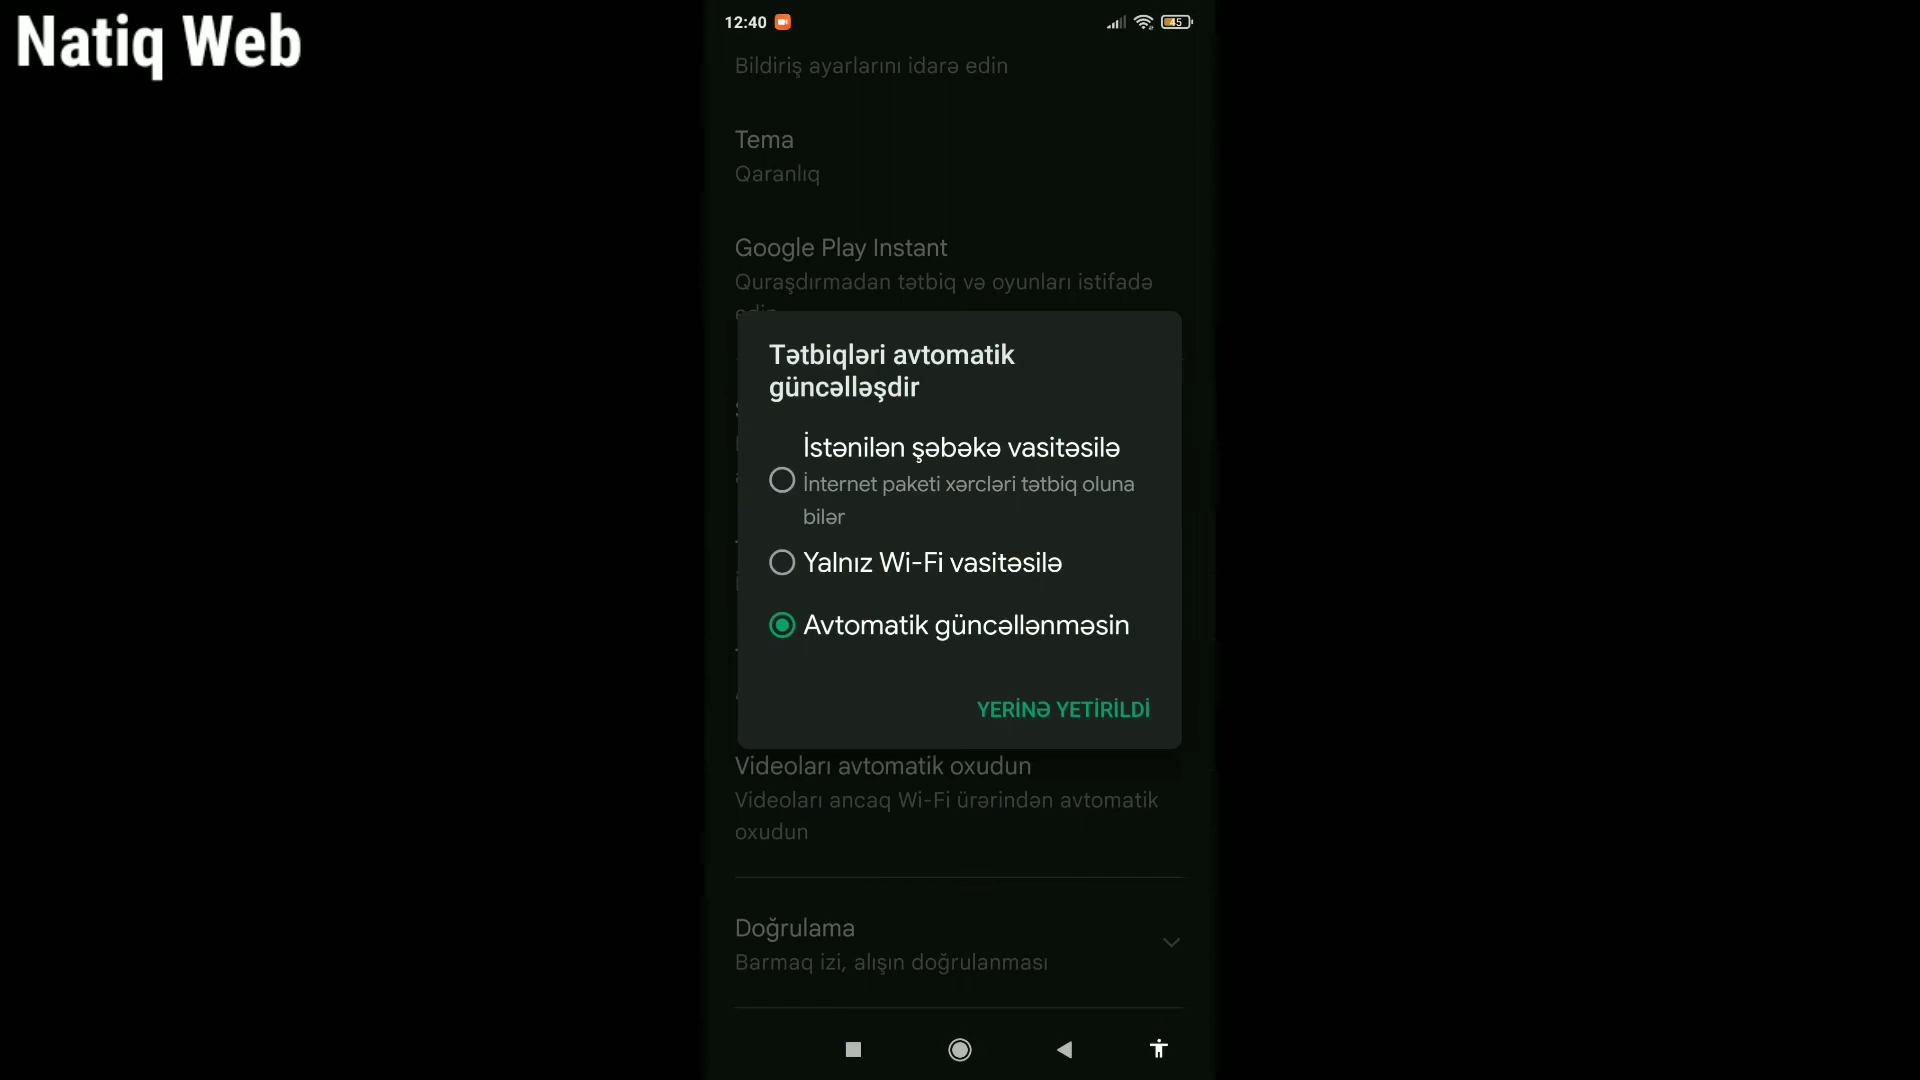 Natiq Web
12:40
45
Bildiriş ayarlarını idarə edin
Tema
Qaranlıq
Google Play Instant
Quraşdırmadan tətbiq və oyunları istifadə
edin
Tətbiqləri avtomatik
güncəlləşdir
İstənilən şəbəkə vasitəsilə
İnternet paketi xərcləri tətbiq oluna
bilər
Yalnız Wi-Fi vasitəsilə
Avtomatik güncəllənməsin
YERİNƏ YETİRİLDİ
Videoları avtomatik oxudun
Videoları ancaq Wi-Fi ürərindən avtomatik
oxudun
Doğrulama
Barmaq izi, alışın doğrulanması